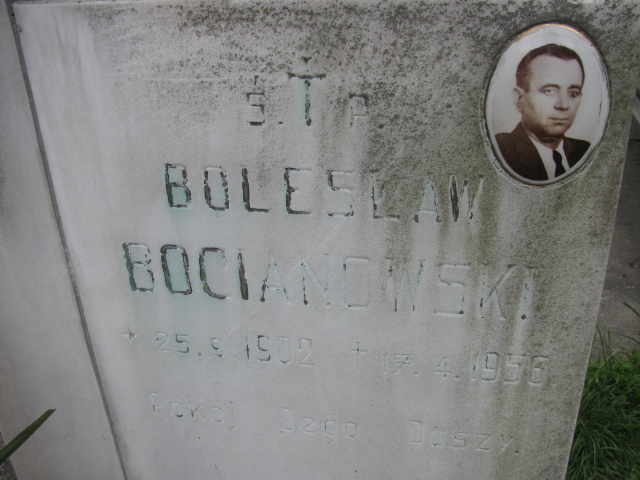 Ś. † P.
BOLESŁAW
BOCIANOWSKI
* 25.9.1902 † 17.4.1956
Pokój Jego Duszy.